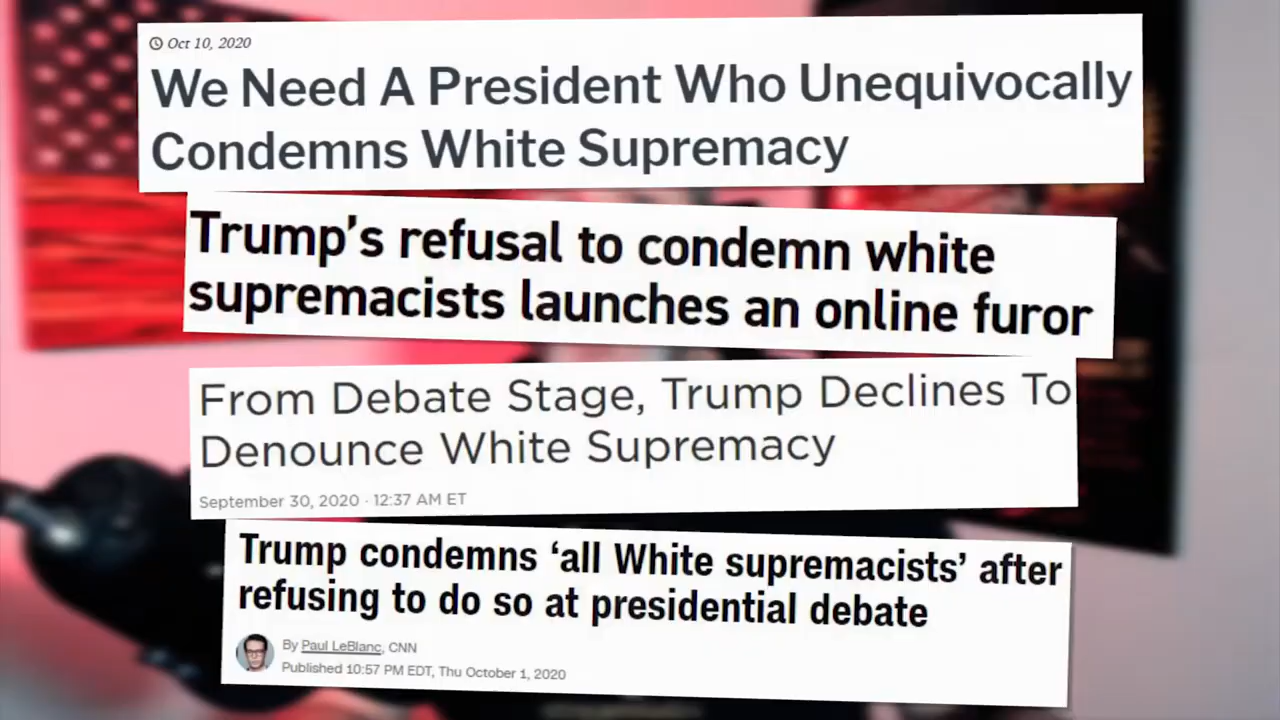 Oct 10, 2020
We Need A President Who Unequivocally
Condemns White Supremacy
Trump's refusal to condemn white
supremacists launches an online furor
From Debate Stage, Trump Declines To
Denounce White Supremacy
September 30, 2020 · 12:37 AM ET
Trump condemns ‘all White supremacists’ after
refusing to do so at presidential debate
By Paul LeBlanc, CNN
Published 10:57 PM EDT, Thu October 1, 2020